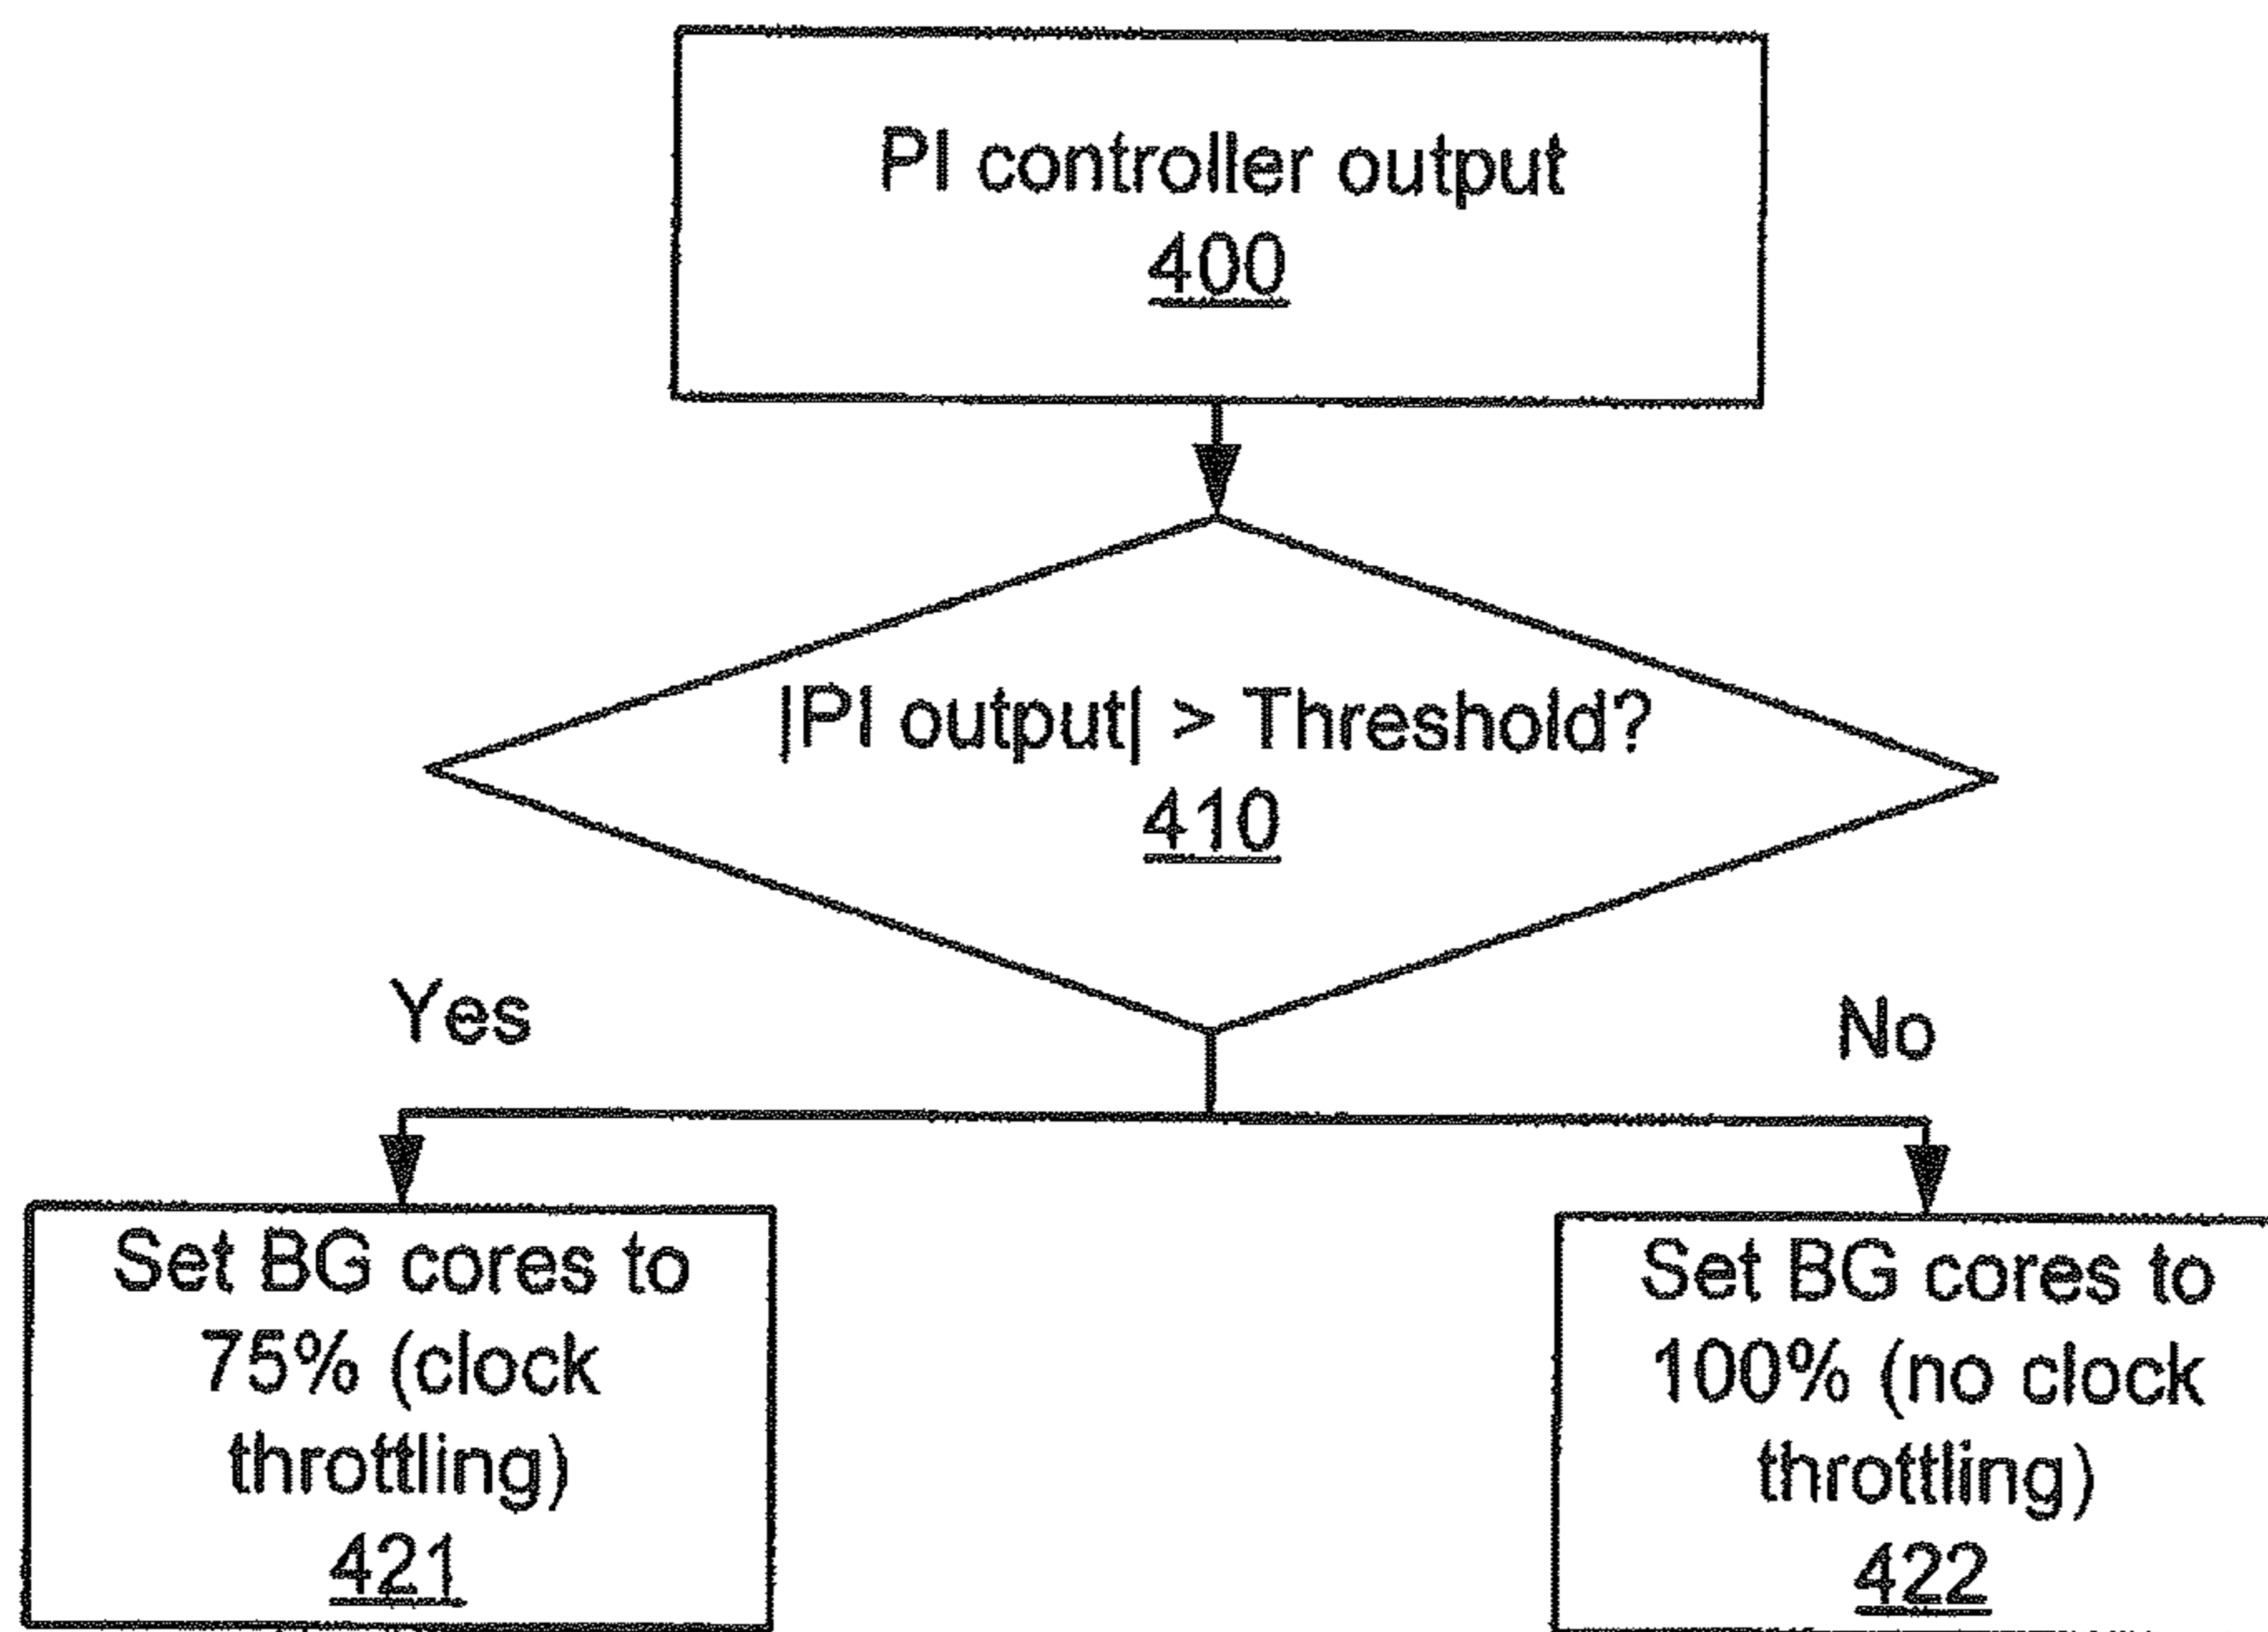 PI controller output
400
|PI output| > Threshold?
410
Yes
No
Set BG cores to
75% (clock
throttling)
421
Set BG cores to
100% (no clock
throttling)
422